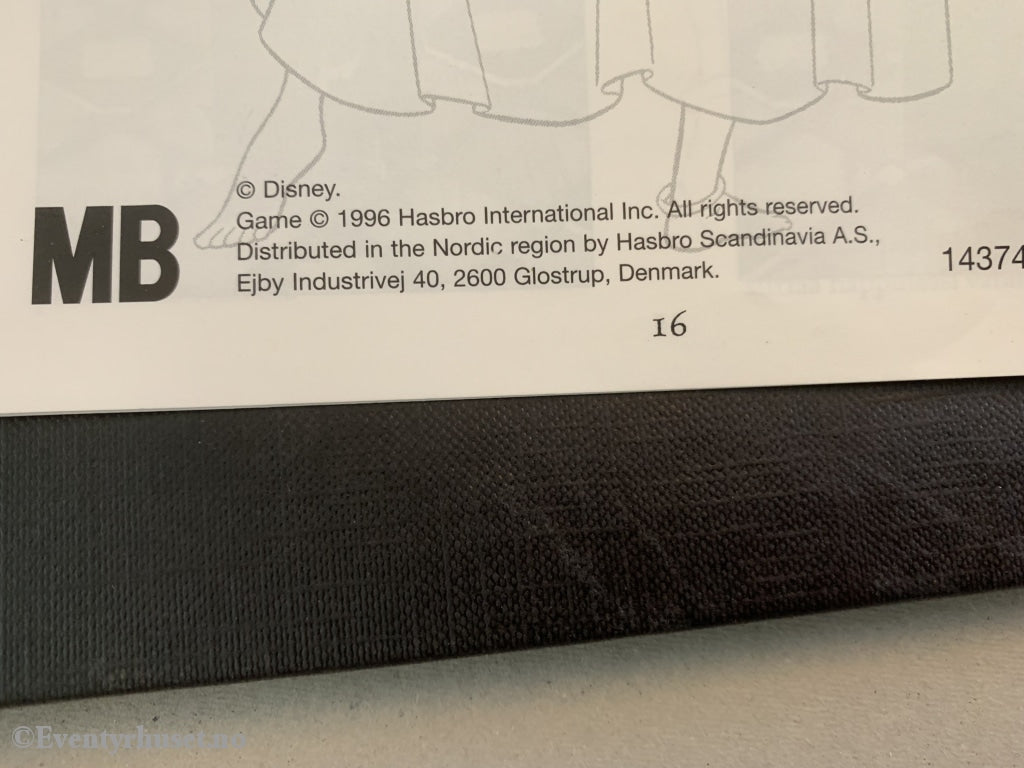 © Disney.
Game © 1996 Hasbro International Inc. All rights reserved.
Distributed in the Nordic region by Hasbro Scandinavia A.S.,
Ejby Industrivej 40, 2600 Glostrup, Denmark.
MB
14374
16
©Eventyrhuset.no